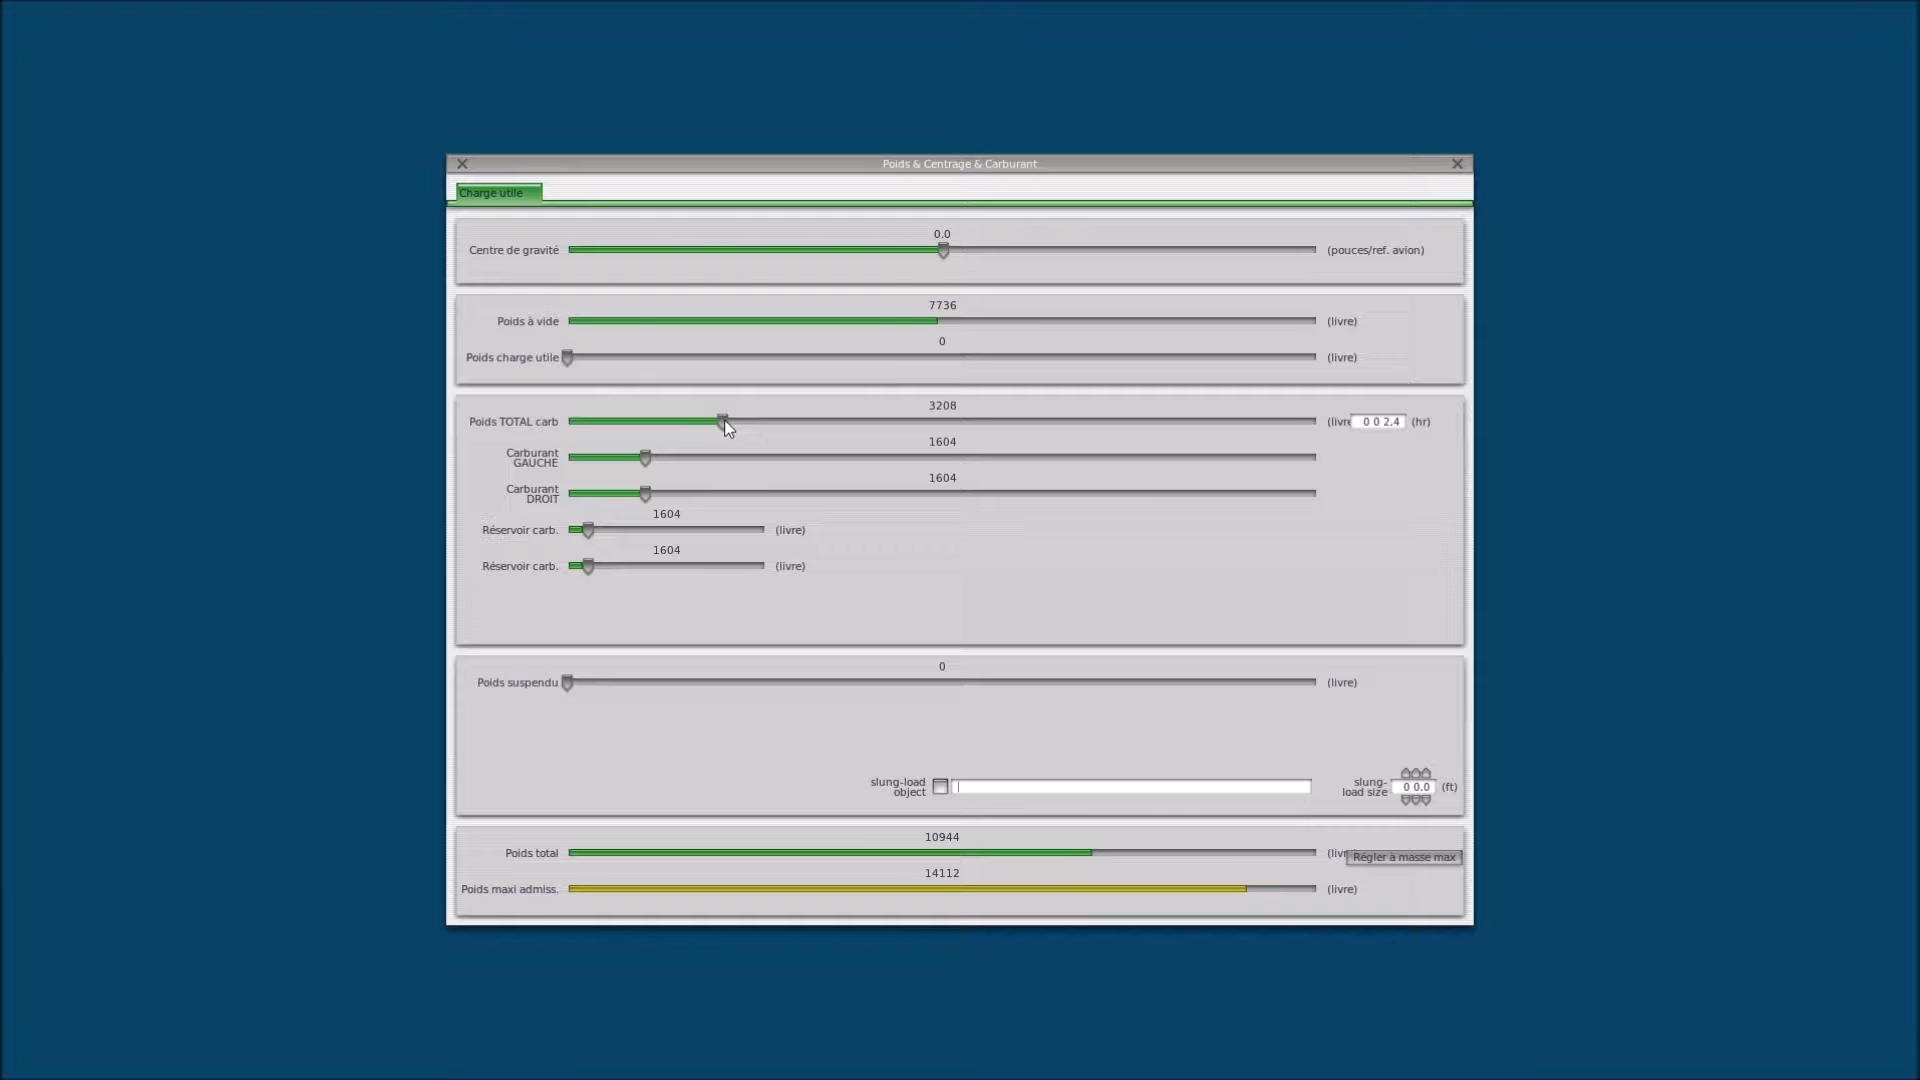 Poids & Centrage & Carburant
Charge utile
0.0
Centre de gravité (pouces/ref. avion)
7736
Poids à vide (livre)
0
Poids charge utile (livre)
3208
Poids TOTAL carb (livre 0 0 2.4 (hr)
1604
Carburant
GAUCHE
1604
Carburant
DROIT
1604
Réservoir carb. (livre)
1604
Réservoir carb. (livre)
0
Poids suspendu (livre)
slung-load
object
slung-
load size 0 0.0 (ft)
10944
Poids total (livr Régler à masse max
14112
Poids maxi admiss. (livre)